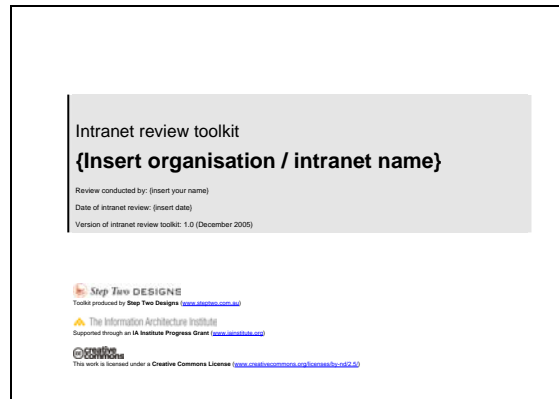 Intranet review toolkit
{Insert organisation / intranet name}
Review conducted by: {insert your name}
Date of intranet review: {insert date}
Version of intranet review toolkit: 1.0 (December 2005)
Step Two DESIGNS
Toolkit produced by Step Two Designs (www.steptwo.com.au)
The Information Architecture Institute
Supported through an IA Institute Progress Grant (www.iainstitute.org)
cc creative commons
This work is licensed under a Creative Commons License (www.creativecommons.org/licenses/by-nd/2.5/)